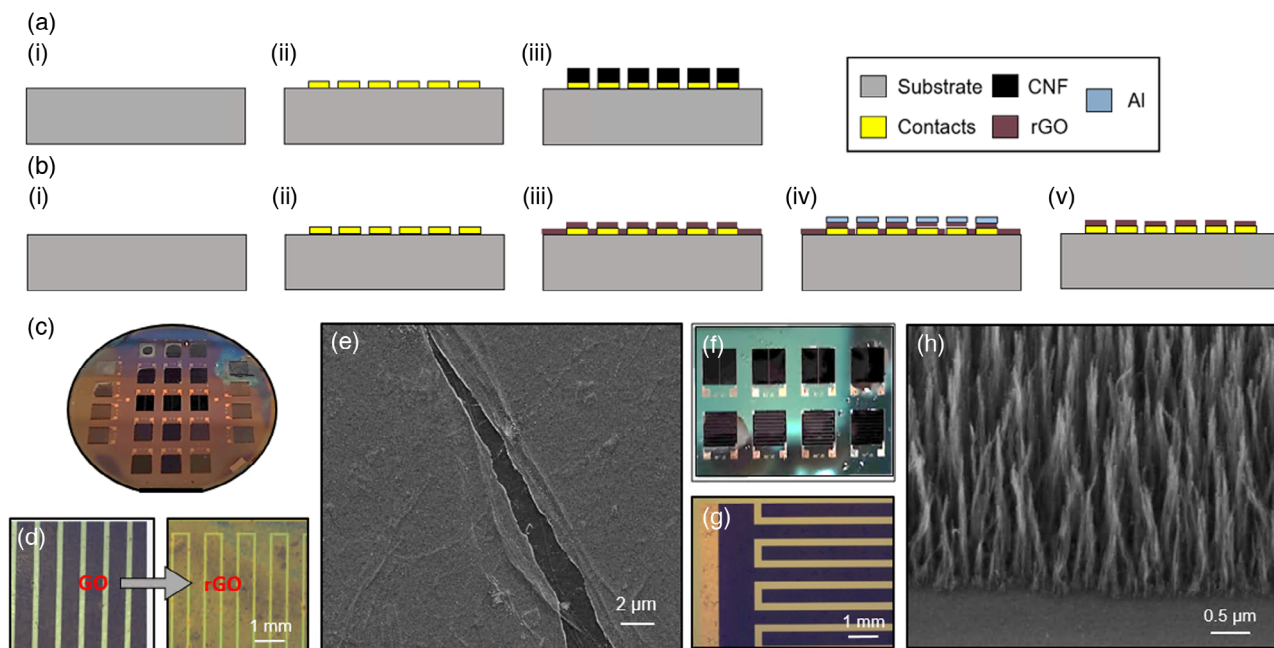 (a)
(i)
(ii)
(iii)
Substrate
CNF
Al
Contacts
rGO
(b)
(i)
(ii)
(iii)
(iv)
(v)
(c)
(d)
GO
rGO
1 mm
(e)
2 μm
(f)
(g)
1 mm
(h)
0.5 μm